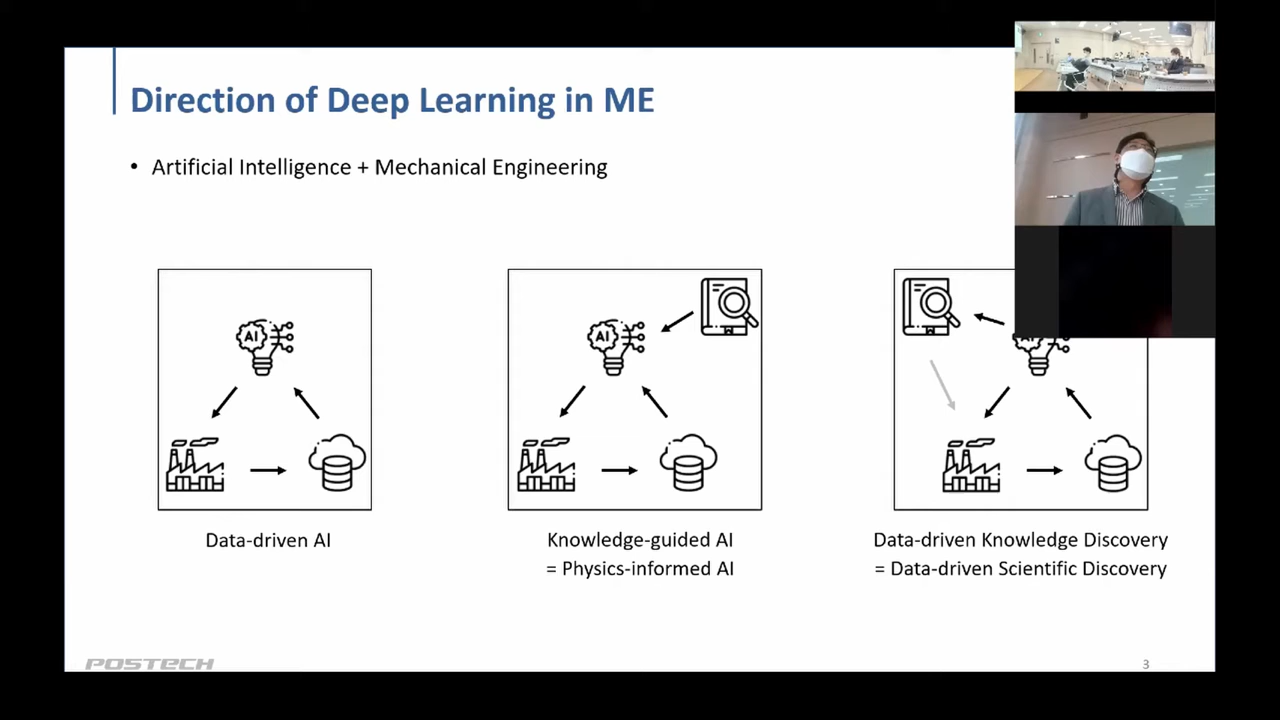 Direction of Deep Learning in ME
• Artificial Intelligence + Mechanical Engineering
AI
AI
Data-driven AI
Knowledge-guided AI
= Physics-informed AI
Data-driven Knowledge Discovery
= Data-driven Scientific Discovery
POSTECH
3